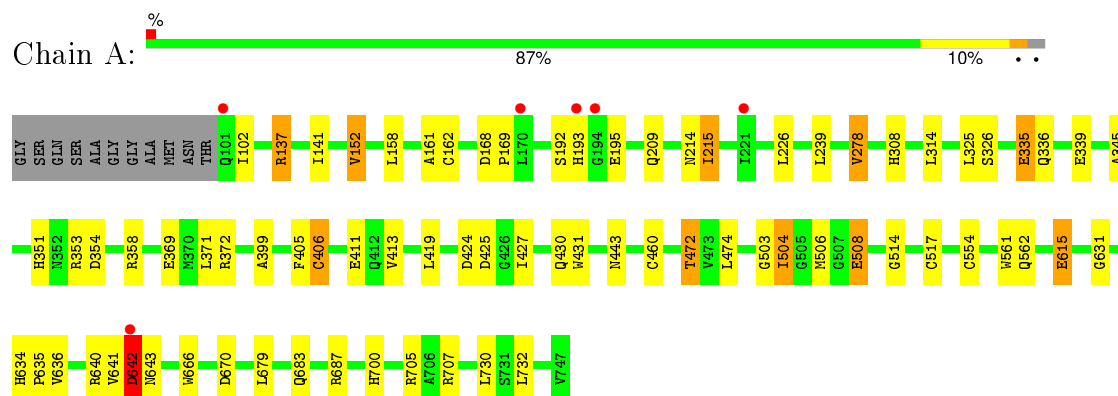 %
Chain A:
87% 10% • •
GLY SER GLN SER ALA GLY GLY ALA MET ASN THR Q101 I102 R137 I141 V152 L158 A161 C162 D168 P169 L170 S192 H193 G194 E195 Q209 N214 I215 I221 L226 L239 V278 H308 L314 L325 S326 E335 Q336 E339 A345
H351 N352 R353 D354 R358 E369 M370 L371 R372 A399 F405 C406 E411 Q412 V413 L419 D424 D425 G426 I427 Q430 W431 N443 C460 T472 V473 L474 G503 I504 G505 M506 G507 E508 G514 C517 C554 W561 Q562 E615 G631
H634 P635 V636 R640 V641 D642 N643 W666 D670 L679 Q683 R687 H700 R705 A706 R707 L730 S731 L732 V747